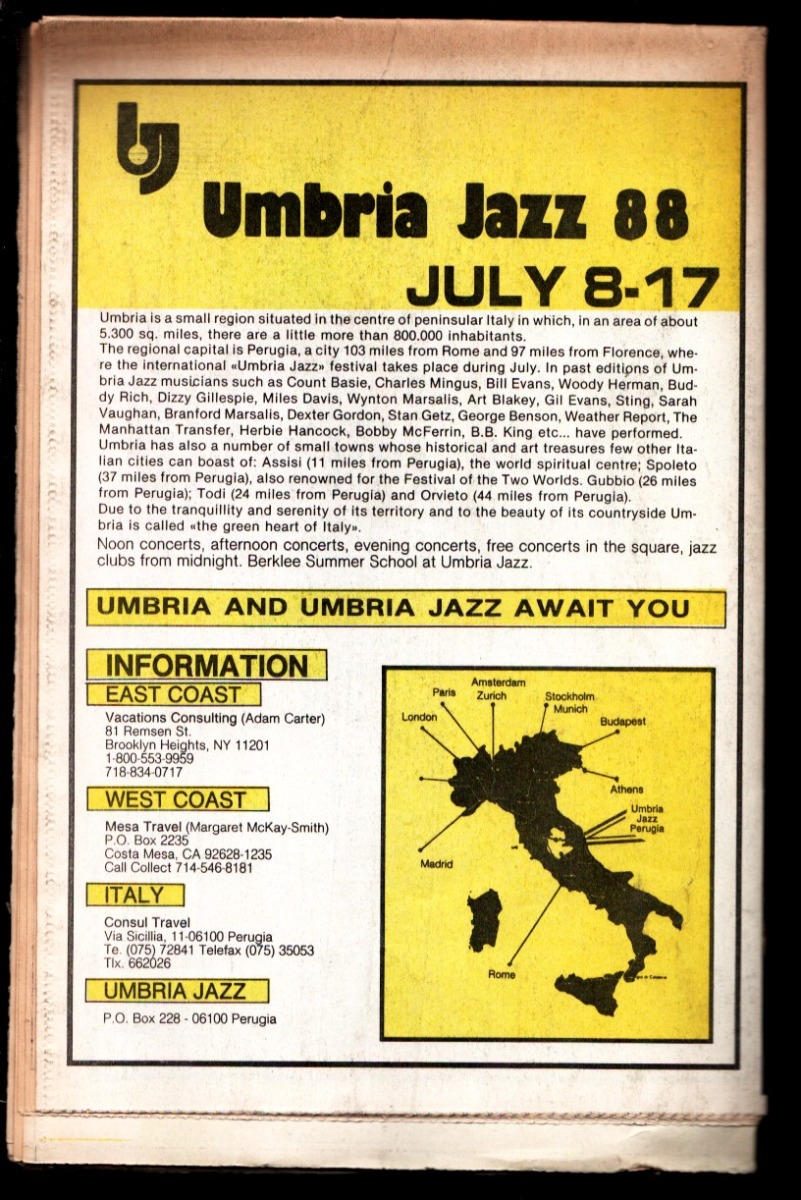 Umbria Jazz 88
JULY 8-17
Umbria is a small region situated in the centre of peninsular Italy in which, in an area of about
5.300 sq. miles, there are a little more than 800.000 inhabitants.
The regional capital is Perugia, a city 103 miles from Rome and 97 miles from Florence, whe-
re the international «Umbria Jazz» festival takes place during July. In past editions of Um-
bria Jazz musicians such as Count Basie, Charles Mingus, Bill Evans, Woody Herman, Bud-
dy Rich, Dizzy Gillespie, Miles Davis, Wynton Marsalis, Art Blakey, Gil Evans, Sting, Sarah
Vaughan, Branford Marsalis, Dexter Gordon, Stan Getz, George Benson, Weather Report, The
Manhattan Transfer, Herbie Hancock, Bobby McFerrin, B.B. King etc... have performed.
Umbria has also a number of small towns whose historical and art treasures few other Ita-
lian cities can boast of: Assisi (11 miles from Perugia), the world spiritual centre; Spoleto
(37 miles from Perugia), also renowned for the Festival of the Two Worlds. Gubbio (26 miles
from Perugia); Todi (24 miles from Perugia) and Orvieto (44 miles from Perugia).
Due to the tranquillity and serenity of its territory and to the beauty of its countryside Um-
bria is called «the green heart of Italy».
Noon concerts, afternoon concerts, evening concerts, free concerts in the square, jazz
clubs from midnight. Berklee Summer School at Umbria Jazz.
UMBRIA AND UMBRIA JAZZ AWAIT YOU
INFORMATION
EAST COAST
Vacations Consulting (Adam Carter)
81 Remsen St.
Brooklyn Heights, NY 11201
1-800-553-9959
718-834-0717
WEST COAST
Mesa Travel (Margaret McKay-Smith)
P.O. Box 2235
Costa Mesa, CA 92628-1235
Call Collect 714-546-8181
ITALY
Consul Travel
Via Sicillia, 11-06100 Perugia
Te. (075) 72841 Telefax (075) 35053
Tlx. 662026
UMBRIA JAZZ
P.O. Box 228 - 06100 Perugia
Amsterdam
Zurich
Paris
Stockholm
Munich
London
Budapest
Athens
Umbria
Jazz
Perugia
Madrid
Rome